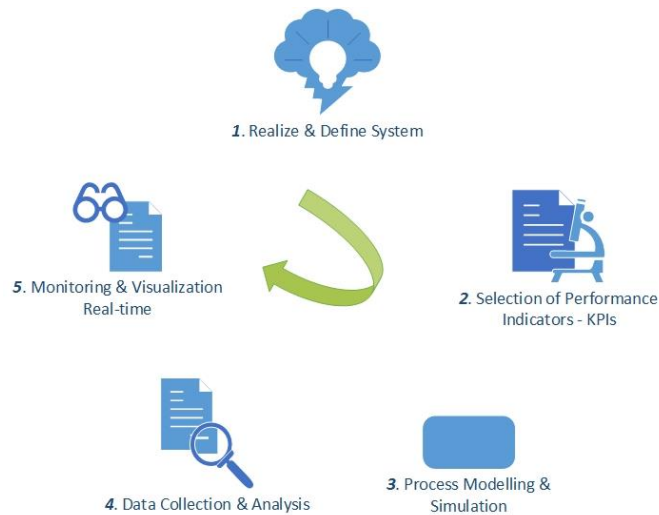 1. Realize & Define System
2. Selection of Performance
Indicators - KPIs
3. Process Modelling &
Simulation
4. Data Collection & Analysis
5. Monitoring & Visualization
Real-time